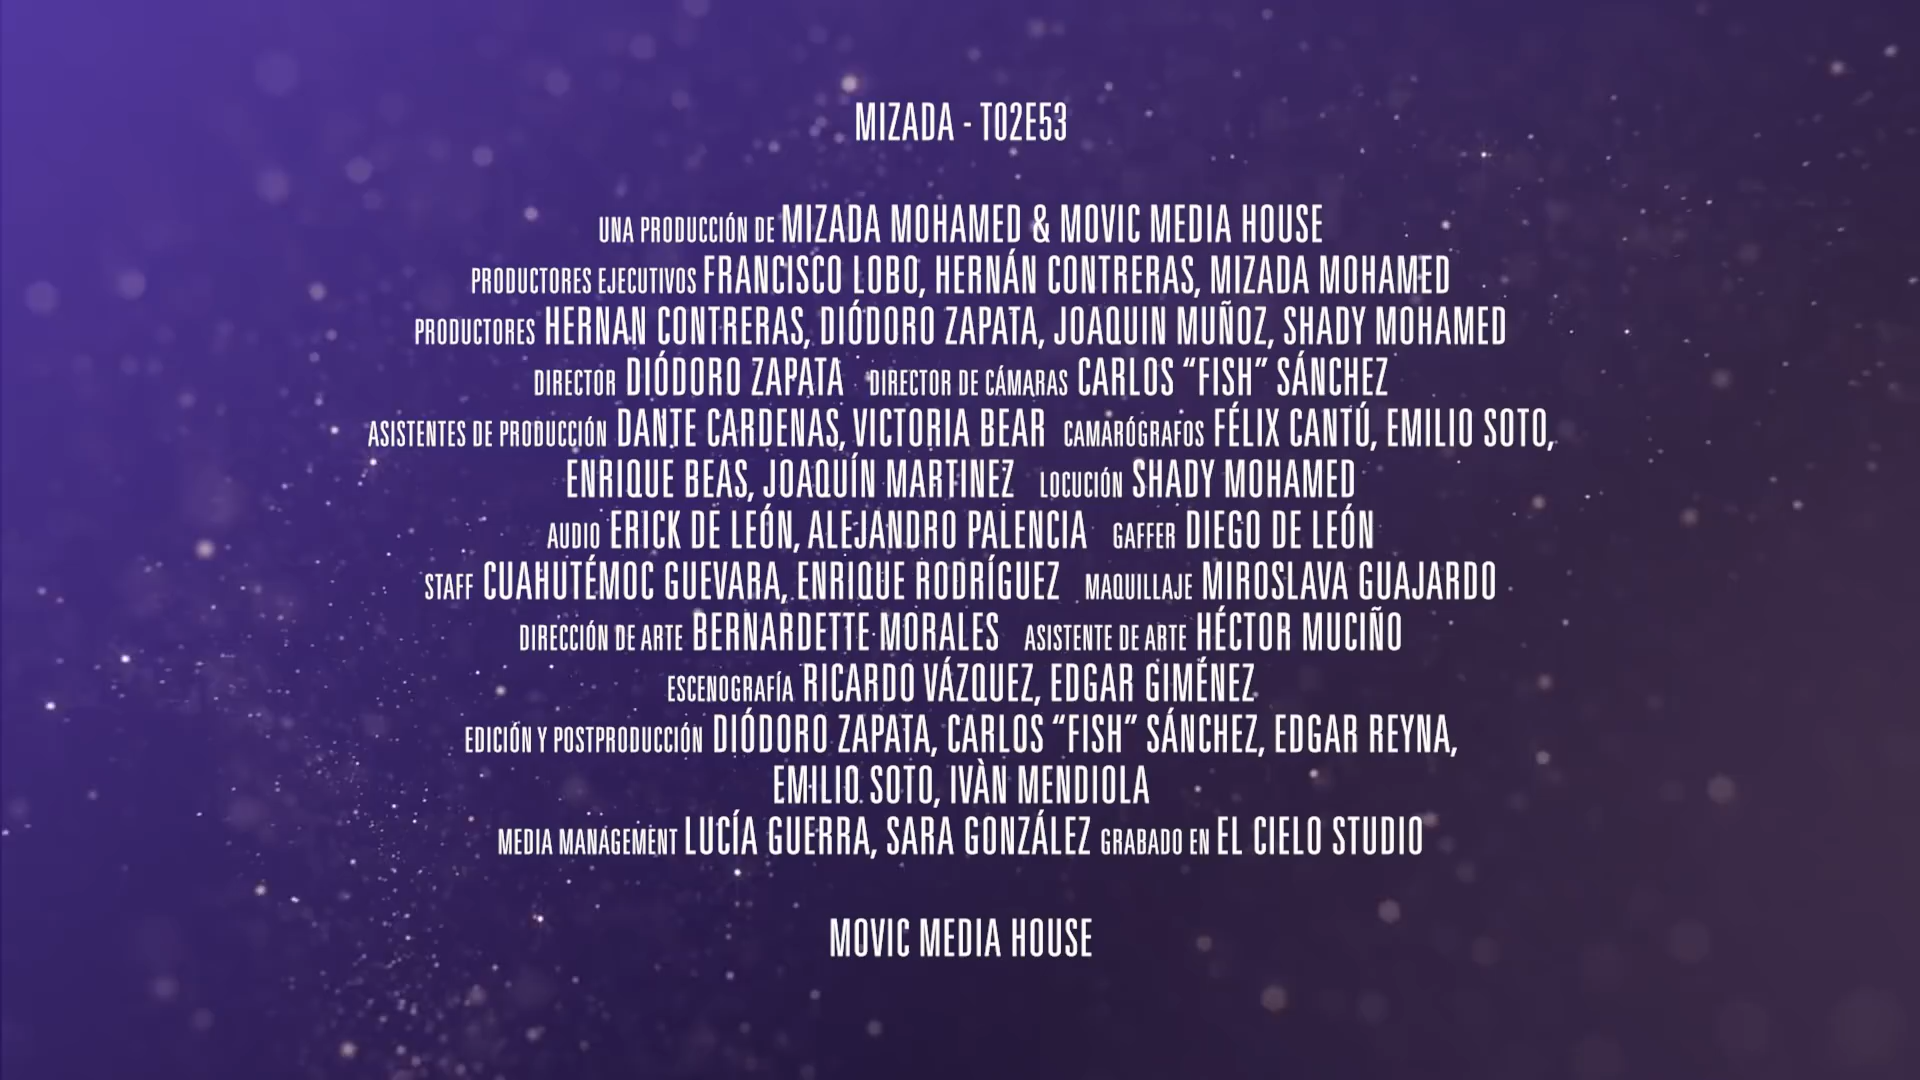 MIZADA - T02E53
UNA PRODUCCIÓN DE MIZADA MOHAMED & MOVIC MEDIA HOUSE
PRODUCTORES EJECUTIVOS FRANCISCO LOBO, HERNÁN CONTRERAS, MIZADA MOHAMED
PRODUCTORES HERNAN CONTRERAS, DIÓDORO ZAPATA, JOAQUIN MUÑOZ, SHADY MOHAMED
DIRECTOR DIÓDORO ZAPATA DIRECTOR DE CÁMARAS CARLOS “FISH” SÁNCHEZ
ASISTENTES DE PRODUCCIÓN DANTE CARDENAS, VICTORIA BEAR CAMARÓGRAFOS FÉLIX CANTÚ, EMILIO SOTO,
ENRIQUE BEAS, JOAQUÍN MARTINEZ LOCUCIÓN SHADY MOHAMED
AUDIO ERICK DE LEÓN, ALEJANDRO PALENCIA GAFFER DIEGO DE LEÓN
STAFF CUAHUTÉMOC GUEVARA, ENRIQUE RODRÍGUEZ MAQUILLAJE MIROSLAVA GUAJARDO
DIRECCIÓN DE ARTE BERNARDETTE MORALES ASISTENTE DE ARTE HÉCTOR MUCIÑO
ESCENOGRAFÍA RICARDO VÁZQUEZ, EDGAR GIMÉNEZ
EDICIÓN Y POSTPRODUCCIÓN DIÓDORO ZAPATA, CARLOS “FISH” SÁNCHEZ, EDGAR REYNA,
EMILIO SOTO, IVÀN MENDIOLA
MEDIA MANAGEMENT LUCÍA GUERRA, SARA GONZÁLEZ GRABADO EN EL CIELO STUDIO
MOVIC MEDIA HOUSE